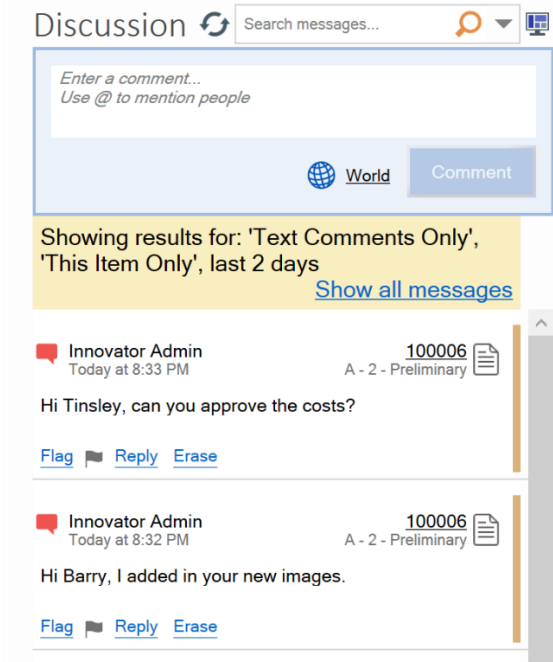 Discussion
Search messages...
Enter a comment...
Use @ to mention people
World
Comment
Showing results for: 'Text Comments Only',
'This Item Only', last 2 days
Show all messages
Innovator Admin 100006
Today at 8:33 PM A - 2 - Preliminary
Hi Tinsley, can you approve the costs?
Flag Reply Erase
Innovator Admin 100006
Today at 8:32 PM A - 2 - Preliminary
Hi Barry, I added in your new images.
Flag Reply Erase